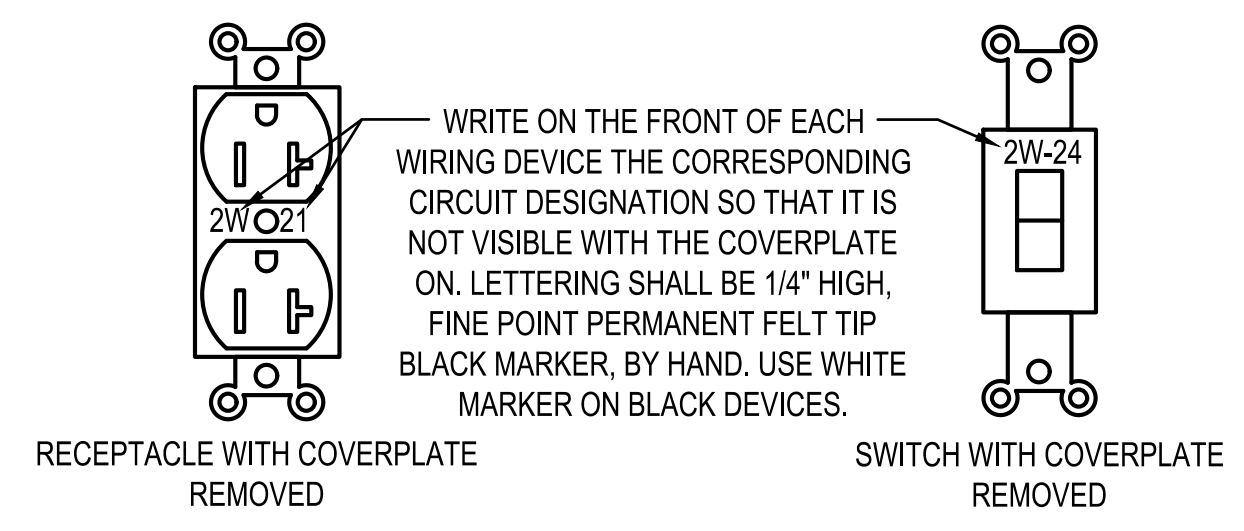 WRITE ON THE FRONT OF EACH
WIRING DEVICE THE CORRESPONDING
CIRCUIT DESIGNATION SO THAT IT IS
NOT VISIBLE WITH THE COVERPLATE
ON. LETTERING SHALL BE 1/4" HIGH,
FINE POINT PERMANENT FELT TIP
BLACK MARKER, BY HAND. USE WHITE
MARKER ON BLACK DEVICES.
2W 21
RECEPTACLE WITH COVERPLATE
REMOVED
2W-24
SWITCH WITH COVERPLATE
REMOVED